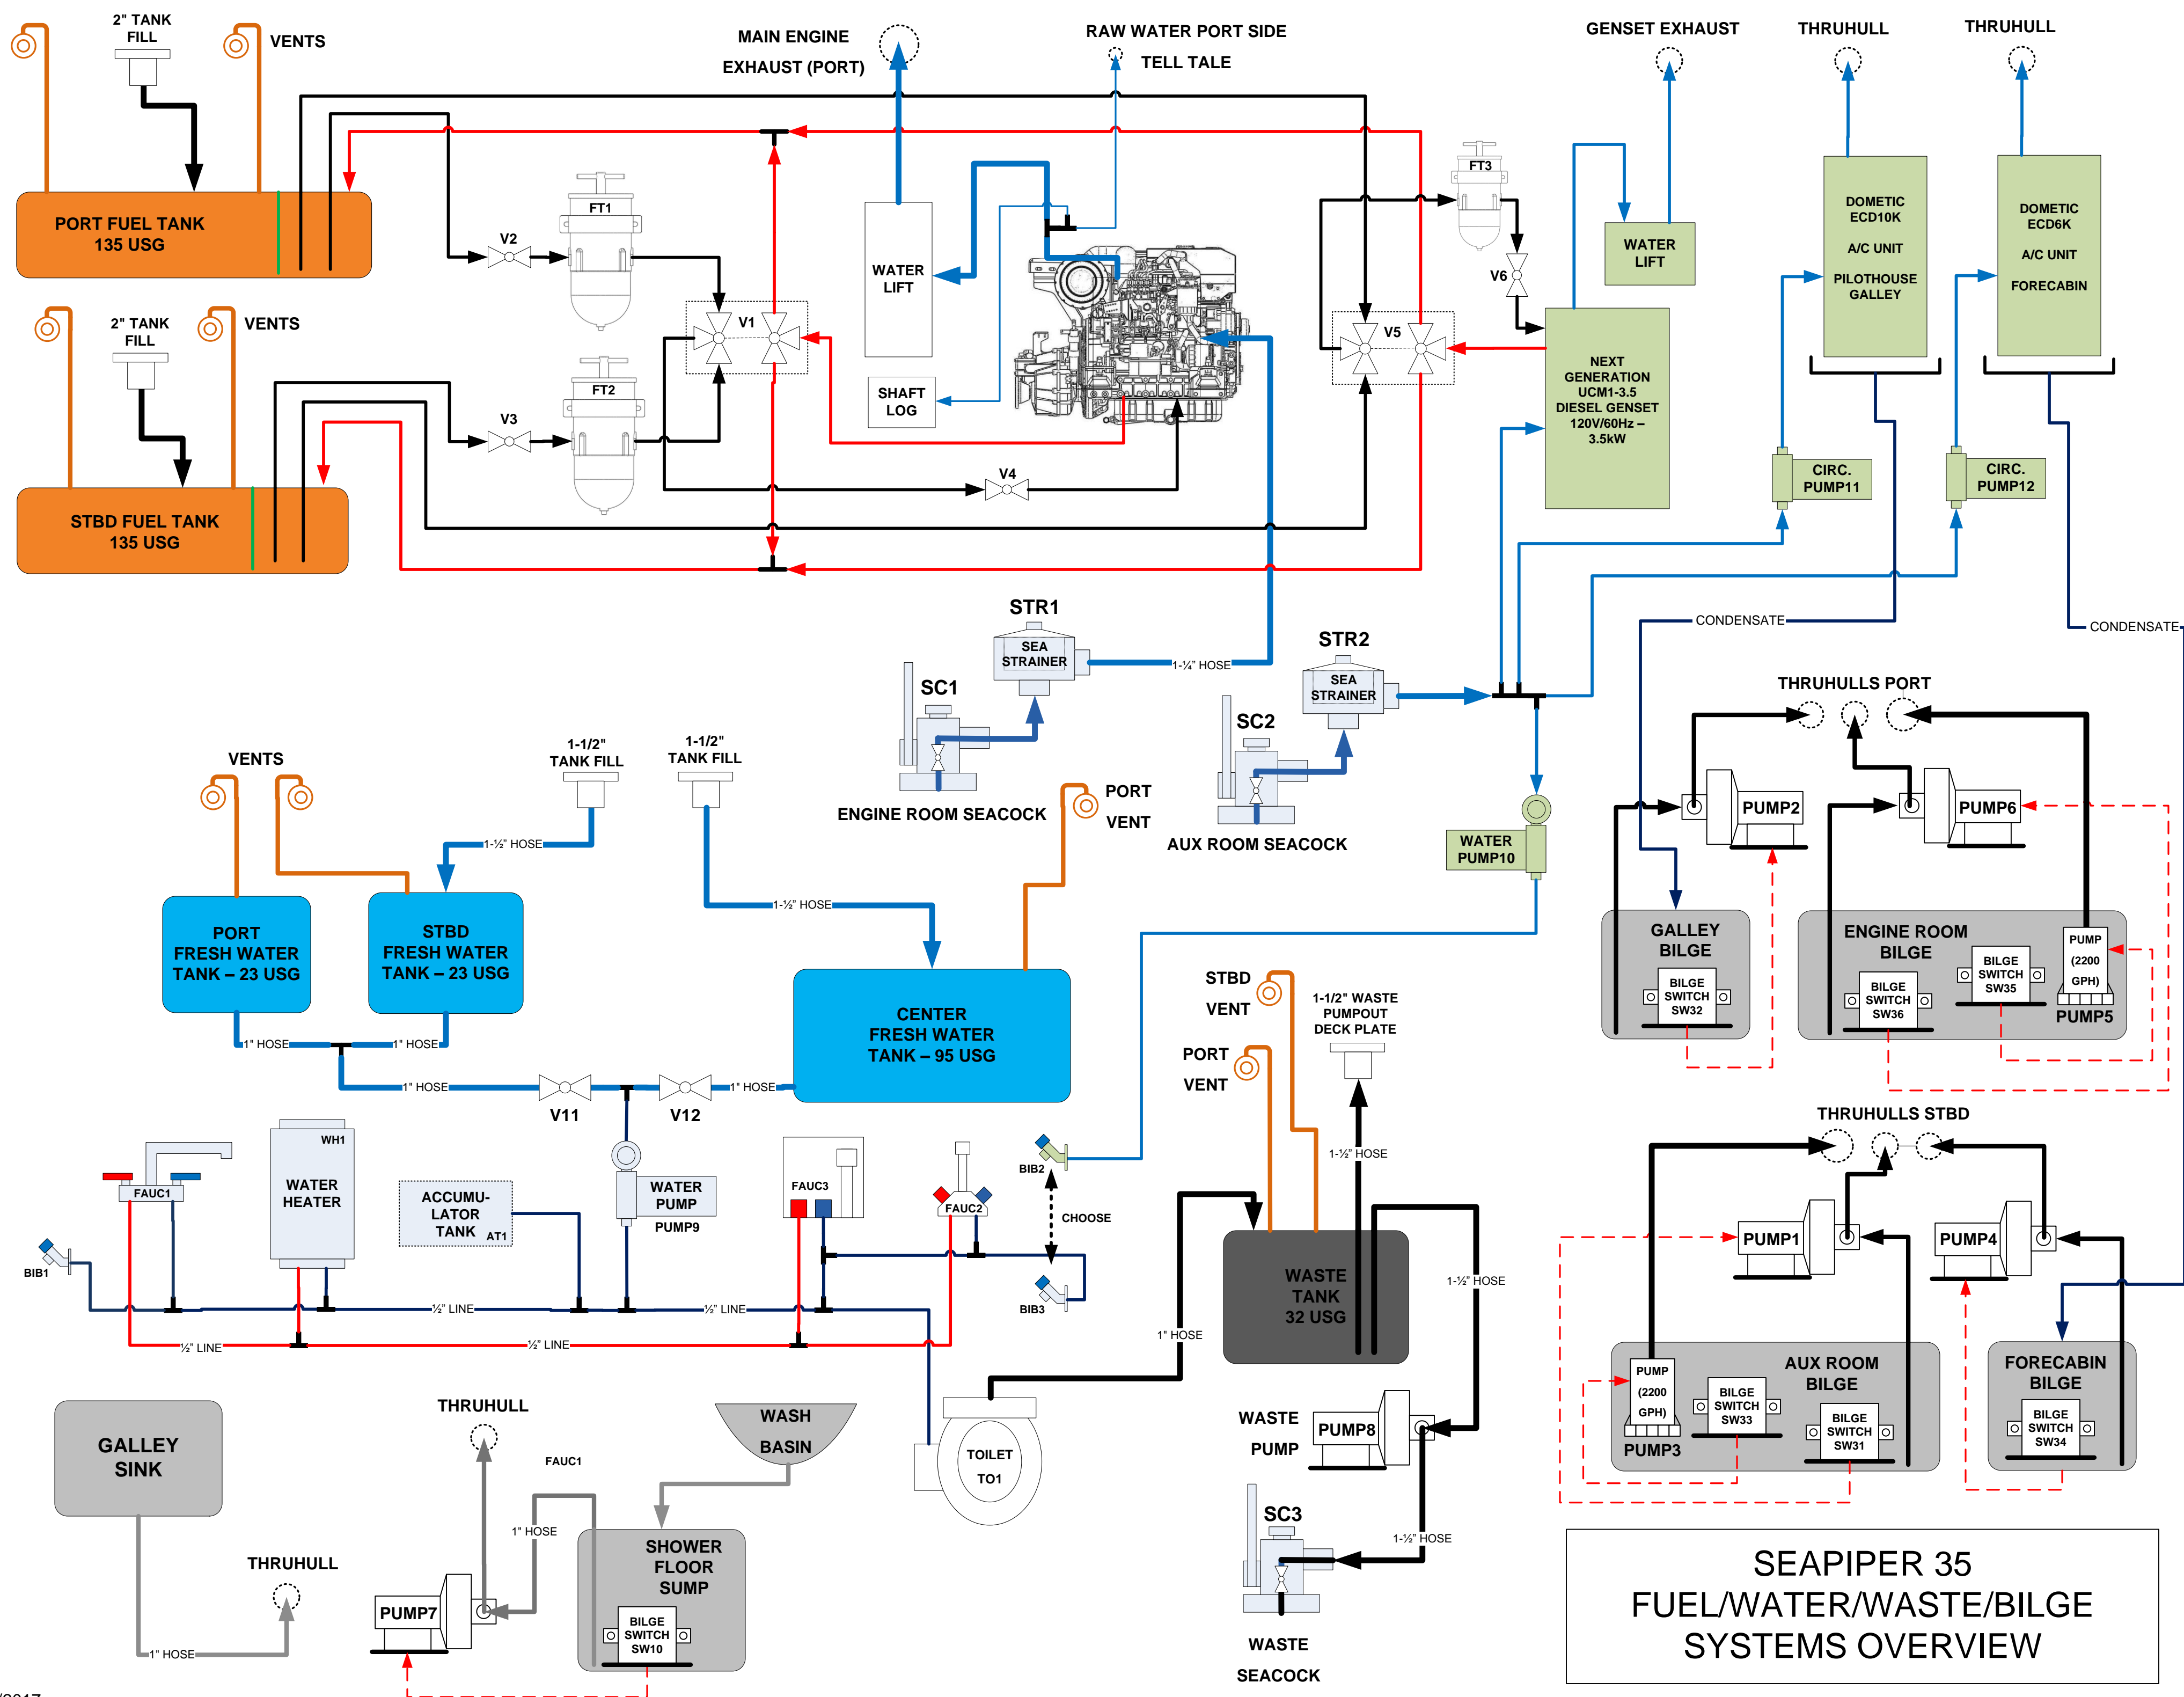 2" TANK
FILL
VENTS
MAIN ENGINE
EXHAUST (PORT)
RAW WATER PORT SIDE
TELL TALE
GENSET EXHAUST
THRUHULL
THRUHULL
PORT FUEL TANK
135 USG
V2
FT1
V1
WATER
LIFT
SHAFT
LOG
FT3
V6
V5
WATER
LIFT
DOMETIC
ECD10K
A/C UNIT
PILOTHOUSE
GALLEY
DOMETIC
ECD6K
A/C UNIT
FORECABIN
2" TANK
FILL
VENTS
V3
FT2
V4
STBD FUEL TANK
135 USG
NEXT
GENERATION
UCM1-3.5
DIESEL GENSET
120V/60Hz –
3.5kW
CIRC.
PUMP11
CIRC.
PUMP12
CONDENSATE
CONDENSATE
STR1
SEA
STRAINER
1-¼" HOSE
SC1
ENGINE ROOM SEACOCK
STR2
SEA
STRAINER
SC2
AUX ROOM SEACOCK
WATER
PUMP10
VENTS
1-1/2"
TANK FILL
1-1/2"
TANK FILL
PORT
VENT
1-½" HOSE
1-½" HOSE
PORT
FRESH WATER
TANK – 23 USG
STBD
FRESH WATER
TANK – 23 USG
CENTER
FRESH WATER
TANK – 95 USG
1" HOSE
1" HOSE
1" HOSE
1" HOSE
V11
V12
THRUHULLS PORT
PUMP2
PUMP6
GALLEY
BILGE
BILGE
SWITCH
SW32
ENGINE ROOM
BILGE
BILGE
SWITCH
SW36
BILGE
SWITCH
SW35
PUMP
(2200
GPH)
PUMP5
STBD
VENT
PORT
VENT
1-1/2" WASTE
PUMPOUT
DECK PLATE
1-½" HOSE
FAUC1
WH1
WATER
HEATER
ACCUMU-
LATOR
TANK
AT1
WATER
PUMP
PUMP9
FAUC3
FAUC2
BIB2
CHOOSE
BIB3
BIB1
½" LINE
½" LINE
½" LINE
½" LINE
1" HOSE
WASTE
TANK
32 USG
1-½" HOSE
THRUHULLS STBD
PUMP1
PUMP4
AUX ROOM
BILGE
PUMP
(2200
GPH)
PUMP3
BILGE
SWITCH
SW33
BILGE
SWITCH
SW31
FORECABIN
BILGE
BILGE
SWITCH
SW34
GALLEY
SINK
THRUHULL
1" HOSE
THRUHULL
FAUC1
1" HOSE
PUMP7
WASH
BASIN
SHOWER
FLOOR
SUMP
BILGE
SWITCH
SW10
TOILET
TO1
WASTE
PUMP
PUMP8
1-½" HOSE
SC3
WASTE
SEACOCK
SEAPIPER 35
FUEL/WATER/WASTE/BILGE
SYSTEMS OVERVIEW